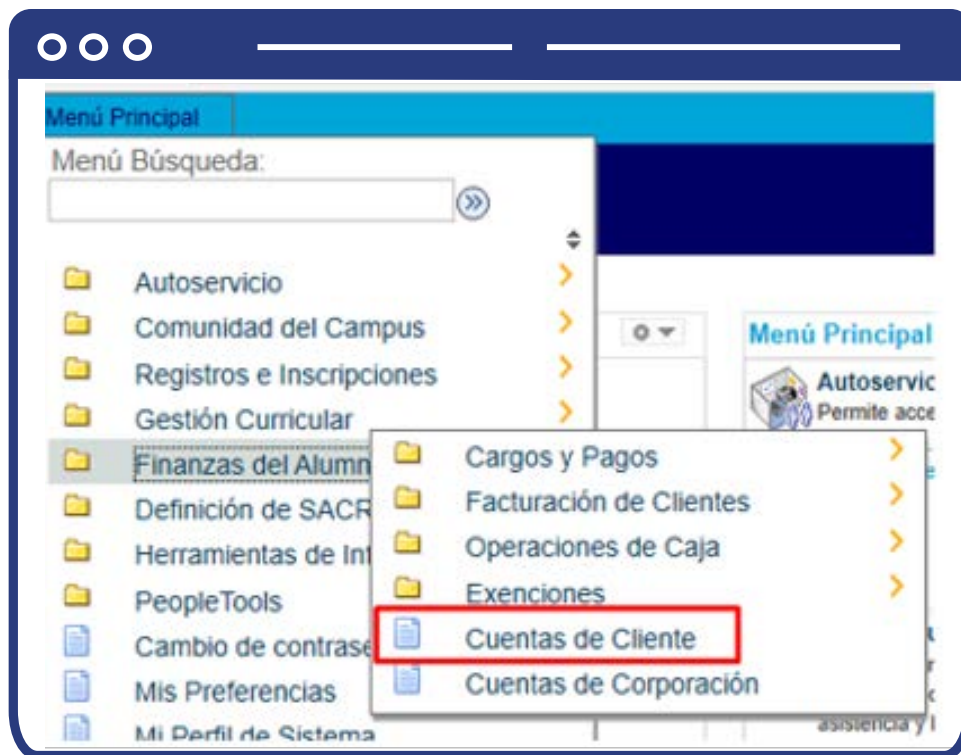 Menú Principal
Menú Búsqueda:
Autoservicio
Comunidad del Campus
Registros e Inscripciones
Gestión Curricular
Finanzas del Alumn
Definición de SACR
Herramientas de Int
PeopleTools
Cambio de contrase
Mis Preferencias
Mi Perfil de Sistema
Cargos y Pagos
Facturación de Clientes
Operaciones de Caja
Exenciones
Cuentas de Cliente
Cuentas de Corporación
Menú Principal
Autoservic
Permite acce
asistencia y